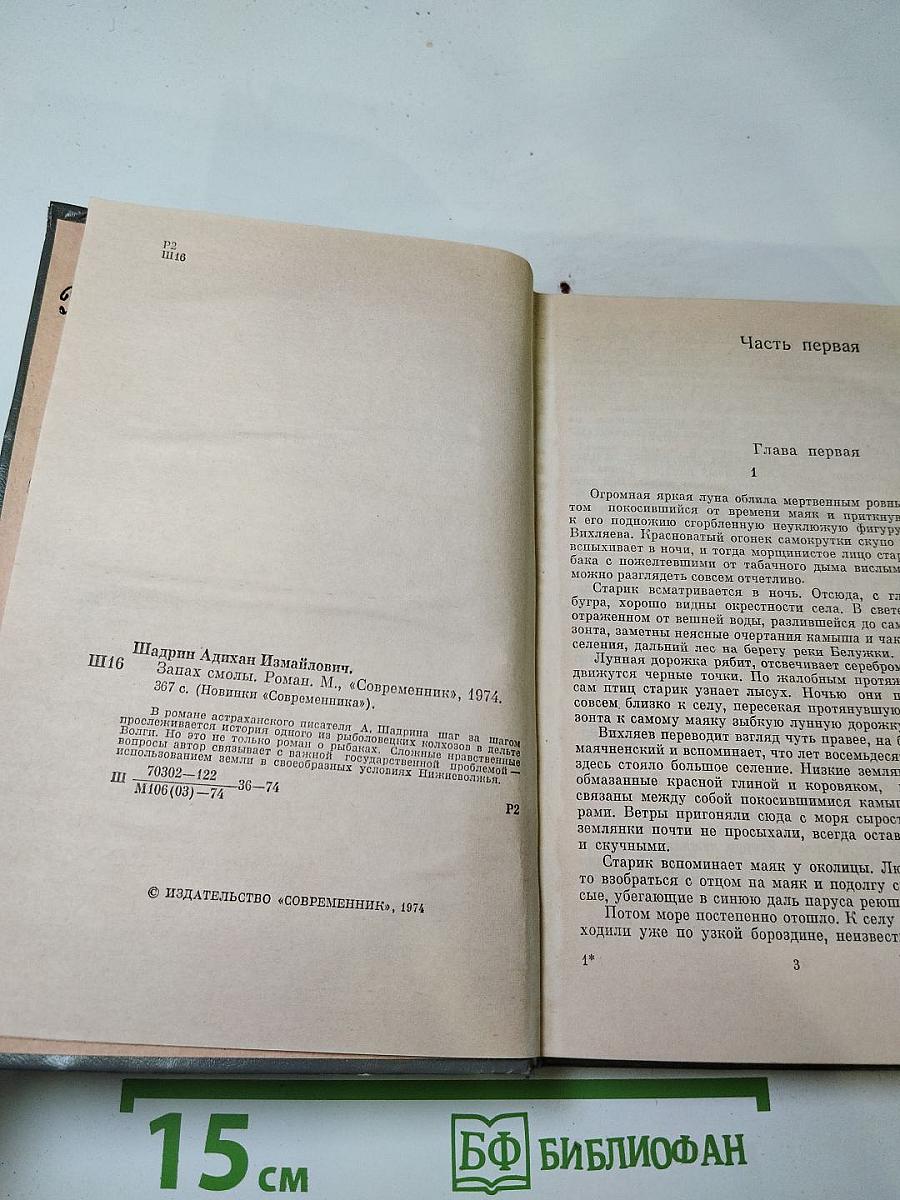 Р2
Ш16
Шадрин Адихан Измайлович.
Ш16 Запах смолы. Роман. М., «Современник», 1974.
367 с. (Новинки «Современника»).
В романе астраханского писателя А. Шадрина шаг за шагом
прослеживается история одного из рыболовецких колхозов в дельте
Волги. Но это не только роман о рыбаках. Сложные нравственные
вопросы автор связывает с важной государственной проблемой —
использованием земли в своеобразных условиях Нижневолжья.
Ш 70302—122
М106(03)—74 36—74
Р2
© ИЗДАТЕЛЬСТВО «СОВРЕМЕННИК», 1974
Часть первая
Глава первая
1
Огромная яркая луна облила мертвенным ровны
том покосившийся от времени маяк и приткнув
к его подножию сгорбленную неуклюжую фигуру
Вихляева. Красноватый огонек самокрутки скупо
вспыхивает в ночи, и тогда морщинистое лицо стар
бака с пожелтевшими от табачного дыма вислым
можно разглядеть совсем отчетливо.
Старик всматривается в ночь. Отсюда, с гл
бугра, хорошо видны окрестности села. В свете
отраженном от вешней воды, разлившейся до сам
зонта, заметны неясные очертания камыша и чак
селения, дальний лес на берегу реки Белужки.
Лунная дорожка рябит, отсвечивает серебром
движутся черные точки. По жалобным протяж
сам птиц старик узнает лысух. Ночью они п
совсем близко к селу, пересекая протянувшую
зонта к самому маяку зыбкую лунную дорожку
Вихляев переводит взгляд чуть правее, на б
маячненский и вспоминает, что лет восемьдеся
здесь стояло большое селение. Низкие землян
обмазанные красной глиной и коровяком,
связаны между собой покосившимися камыш
рами. Ветры пригоняли сюда с моря сырост
землянки почти не просыхали, всегда остав
и скучными.
Старик вспоминает маяк у околицы. Лю
то взобраться с отцом на маяк и подолгу с
сые, убегающие в синюю даль паруса реющ
Потом море постепенно отошло. К селу
ходили уже по узкой бороздине, неизвест
1* 3
15 см БФ БИБЛИОФАН